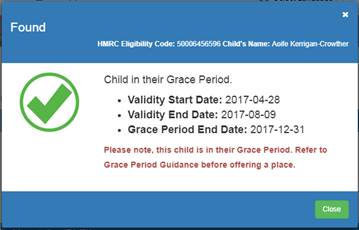 Found
HMRC Eligibility Code: 50006456596 Child's Name: Aoife Kerrigan-Crowther
Child in their Grace Period.
• Validity Start Date: 2017-04-28
• Validity End Date: 2017-08-09
• Grace Period End Date: 2017-12-31
Please note, this child is in their Grace Period. Refer to
Grace Period Guidance before offering a place.
Close